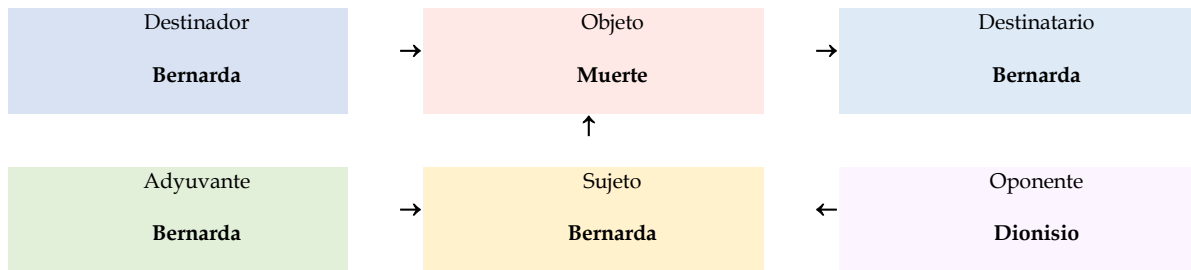 Destinador → Objeto → Destinatario
Bernarda Muerte Bernarda
↑
Adyuvante → Sujeto ← Oponente
Bernarda Bernarda Dionisio